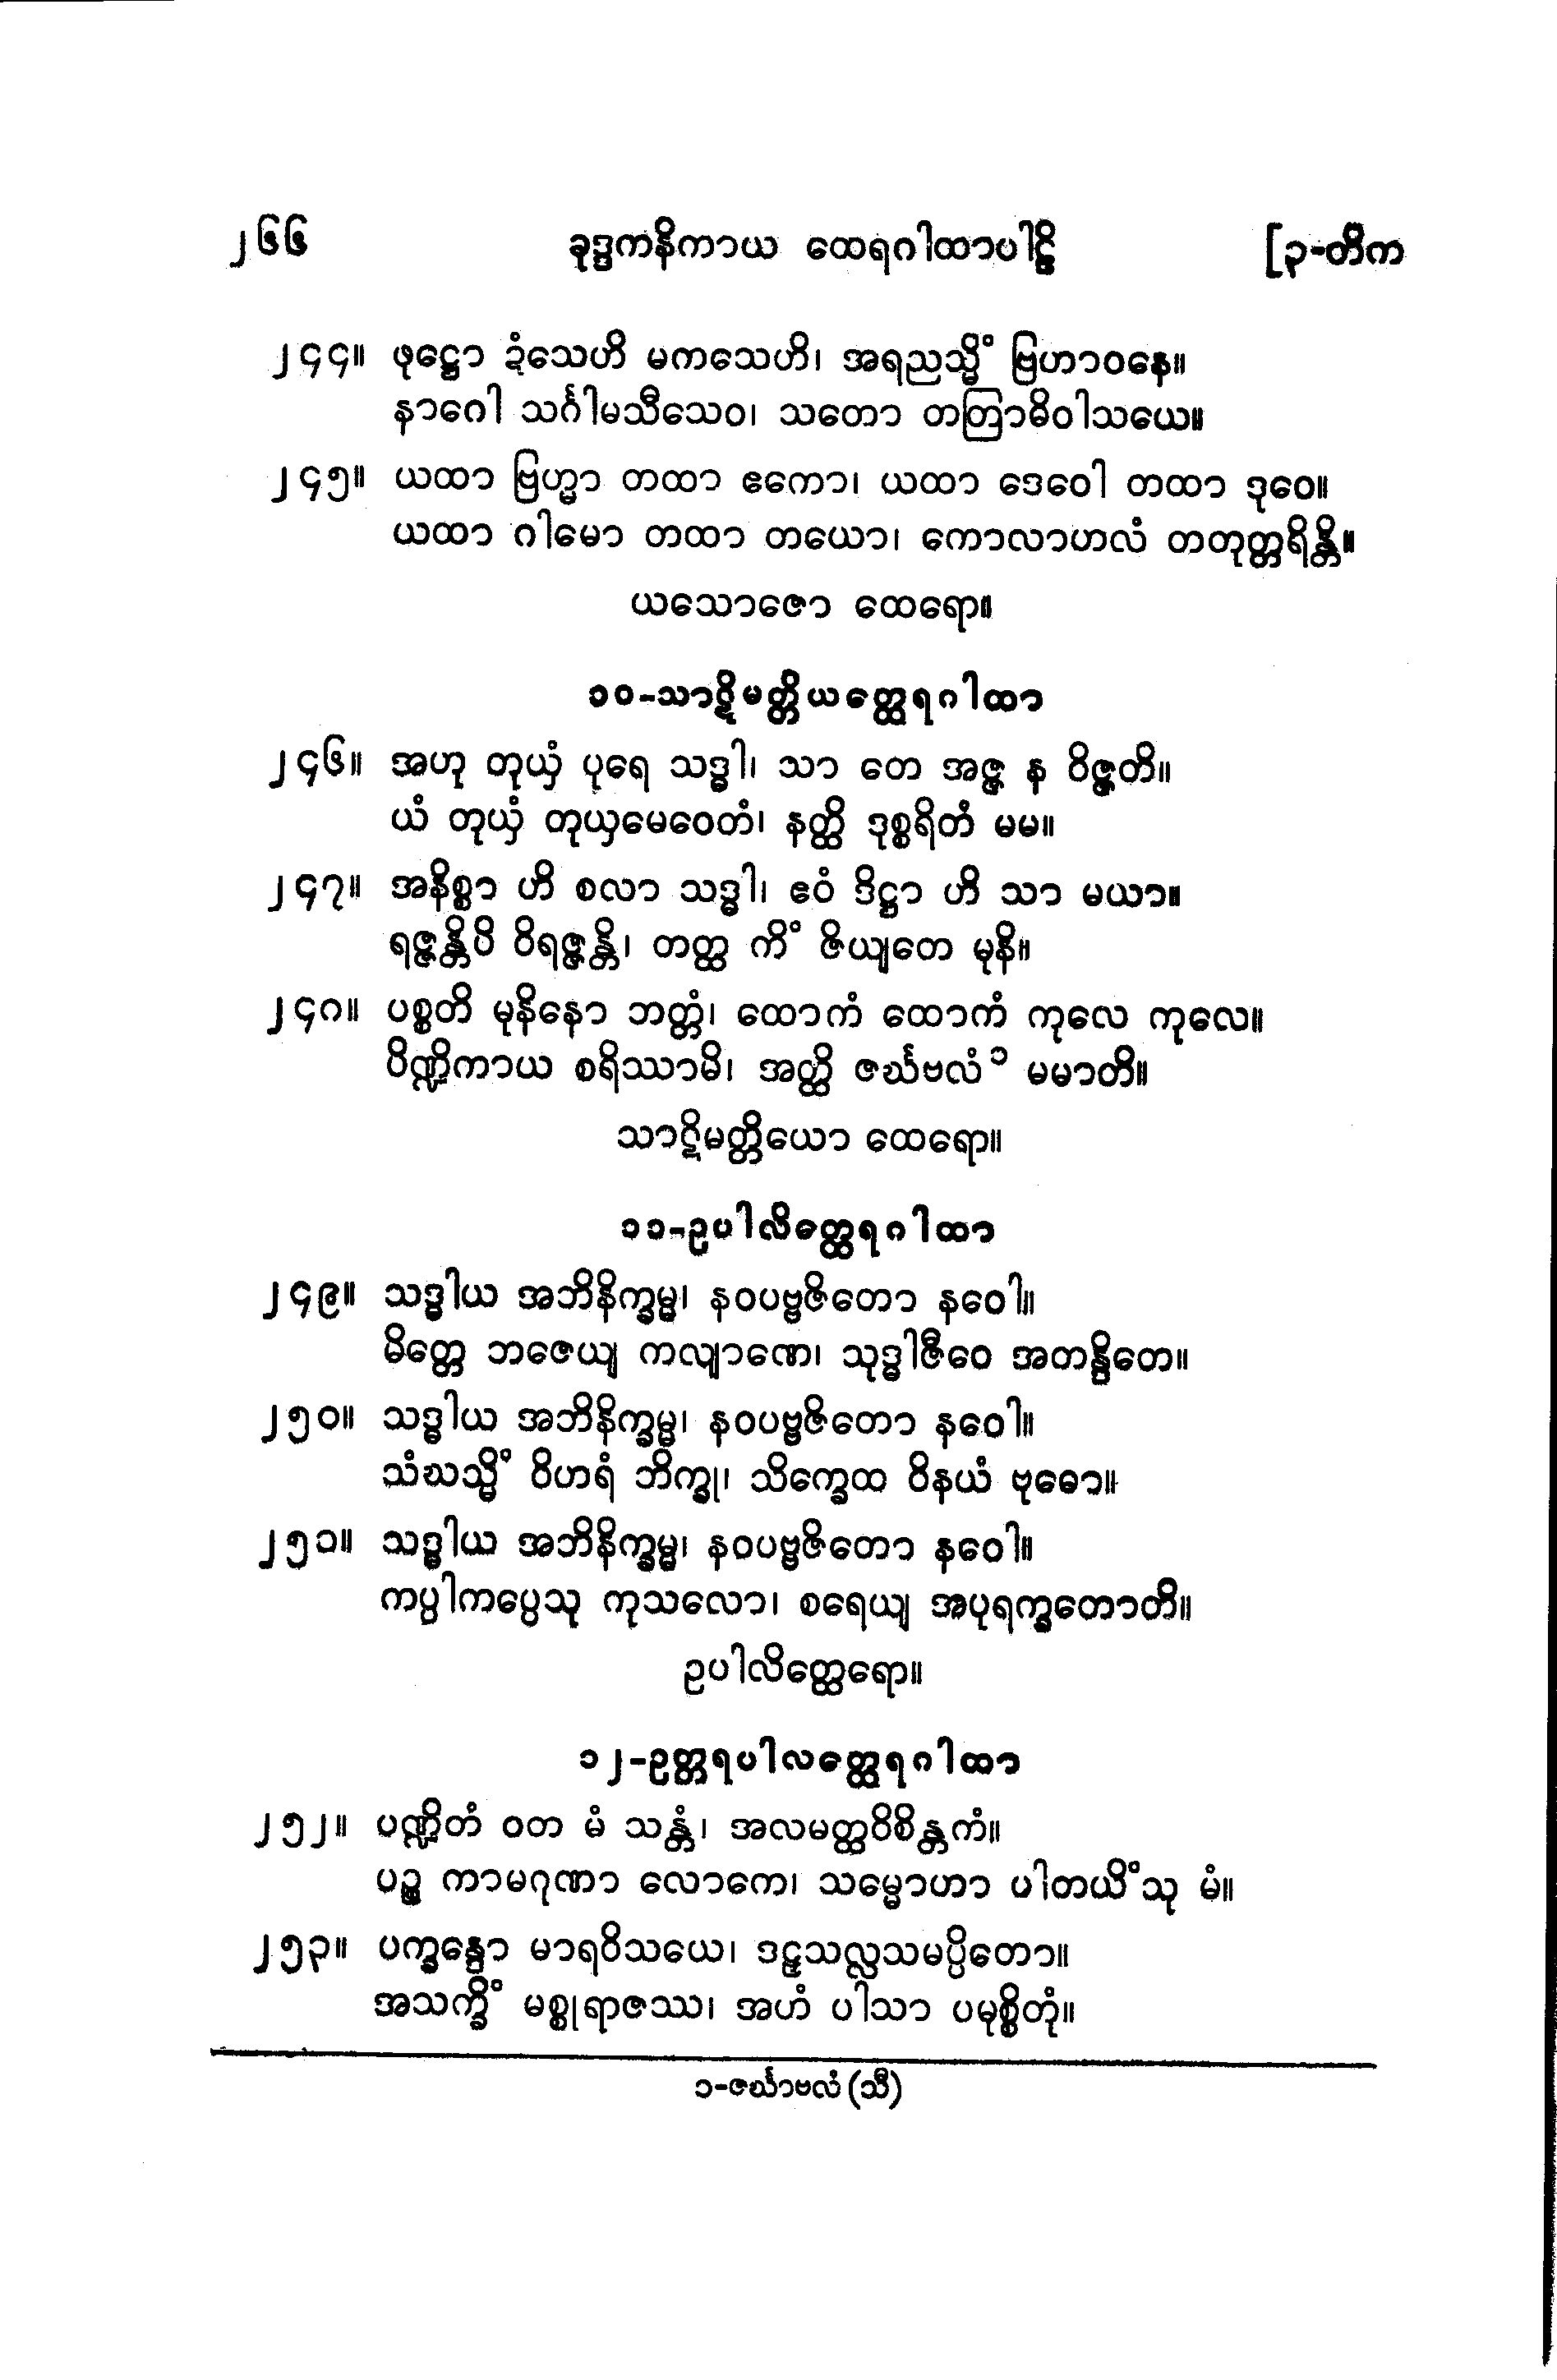 ၂၆၆ ခုဒ္ဒကနိကာယ ထေရဂါထာပါဠိ [၃-တိက
၂၄၄။ ဖုဋ္ဌော ဍံသေဟိ မကသေဟိ၊ အရညသ္မိံ ဗြဟာဝနေ။
နာဂေါ သင်္ဂါမသီသေဝ၊ သတော တတြာဓိဝါသယေ။
၂၄၅။ ယထာ ဗြဟ္မာ တထာ ဧကော၊ ယထာ ဒေဝေါ တထာ ဒုဝေ။
ယထာ ဂါမော တထာ တယော၊ ကောလာဟလံ တတုတ္တရိန္တိ။
ယသောဇော ထေရော။
၁၀-သာဋိမတ္တိယတ္ထေရဂါထာ
၂၄၆။ အဟု တုယှံ ပုရေ သဒ္ဓါ၊ သာ တေ အဇ္ဇ န ဝိဇ္ဇတိ။
ယံ တုယှံ တုယှမေဝေတံ၊ နတ္ထိ ဒုစ္စရိတံ မမ။
၂၄၇။ အနိစ္စာ ဟိ စလာ သဒ္ဓါ၊ ဧဝံ ဒိဋ္ဌာ ဟိ သာ မယာ။
ရဇ္ဇန္တိပိ ဝိရဇ္ဇန္တိ၊ တတ္ထ ကိံ ဇိယျတေ မုနိ။
၂၄၈။ ပစ္စတိ မုနိနော ဘတ္တံ၊ ထောကံ ထောကံ ကုလေ ကုလေ။
ပိဏ္ဍိကာယ စရိဿာမိ၊ အတ္ထိ ဇင်္ဃဗလံ ၁ မမာတိ။
သာဋိမတ္တိယော ထေရော။
၁၁-ဥပါလိတ္ထေရဂါထာ
၂၄၉။ သဒ္ဓါယ အဘိနိက္ခမ္မ၊ နဝပဗ္ဗဇိတော နဝေါ။
မိတ္တေ ဘဇေယျ ကလျာဏေ၊ သုဒ္ဓါဇီဝေ အတန္ဒိတေ။
၂၅၀။ သဒ္ဓါယ အဘိနိက္ခမ္မ၊ နဝပဗ္ဗဇိတော နဝေါ။
သံဃသ္မိံ ဝိဟရံ ဘိက္ခု၊ သိက္ခေထ ဝိနယံ ဗုဓော။
၂၅၁။ သဒ္ဓါယ အဘိနိက္ခမ္မ၊ နဝပဗ္ဗဇိတော နဝေါ။
ကပ္ပါကပ္ပေသု ကုသလော၊ စရေယျ အပုရက္ခတောတိ။
ဥပါလိတ္ထေရော။
၁၂-ဥတ္တရပါလတ္ထေရဂါထာ
၂၅၂။ ပဏ္ဍိတံ ဝတ မံ သန္တံ၊ အလမတ္ထဝိစိန္တကံ။
ပဉ္စ ကာမဂုဏာ လောကေ၊ သမ္မောဟာ ပါတယိံသု မံ။
၂၅၃။ ပက္ခန္ဒော မာရဝိသယေ၊ ဒဠှသလ္လသမပ္ပိတော။
အသက္ခိံ မစ္စုရာဇဿ၊ အဟံ ပါသာ ပမုစ္စိတုံ။
၁-ဇင်္ဃာဗလံ (သီ)